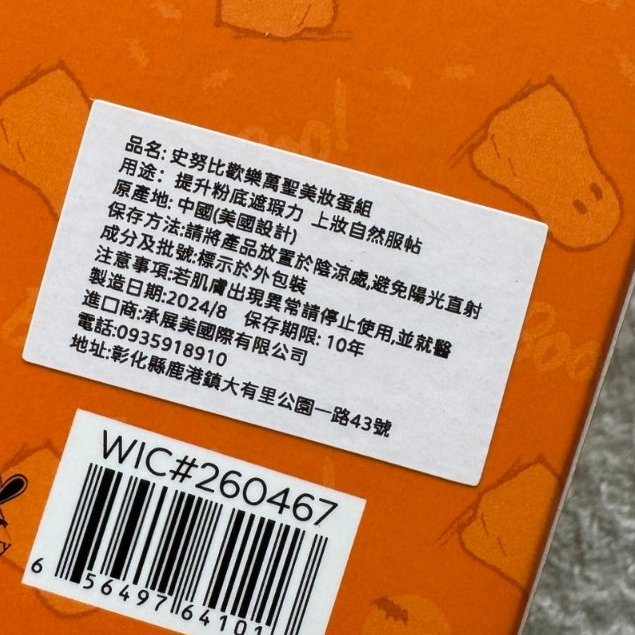 品名: 史努比歡樂萬聖美妝蛋組
用途: 提升粉底遮瑕力 上妝自然服帖
原產地: 中國(美國設計)
保存方法:請將產品放置於陰涼處,避免陽光直射
成分及批號:標示於外包裝
注意事項:若肌膚出現異常請停止使用,並就醫
製造日期:2024/8 保存期限: 10年
進口商:承展美國際有限公司
電話:0935918910
地址:彰化縣鹿港鎮大有里公園一路43號
WIC#260467
6 56497 64101
Boo!